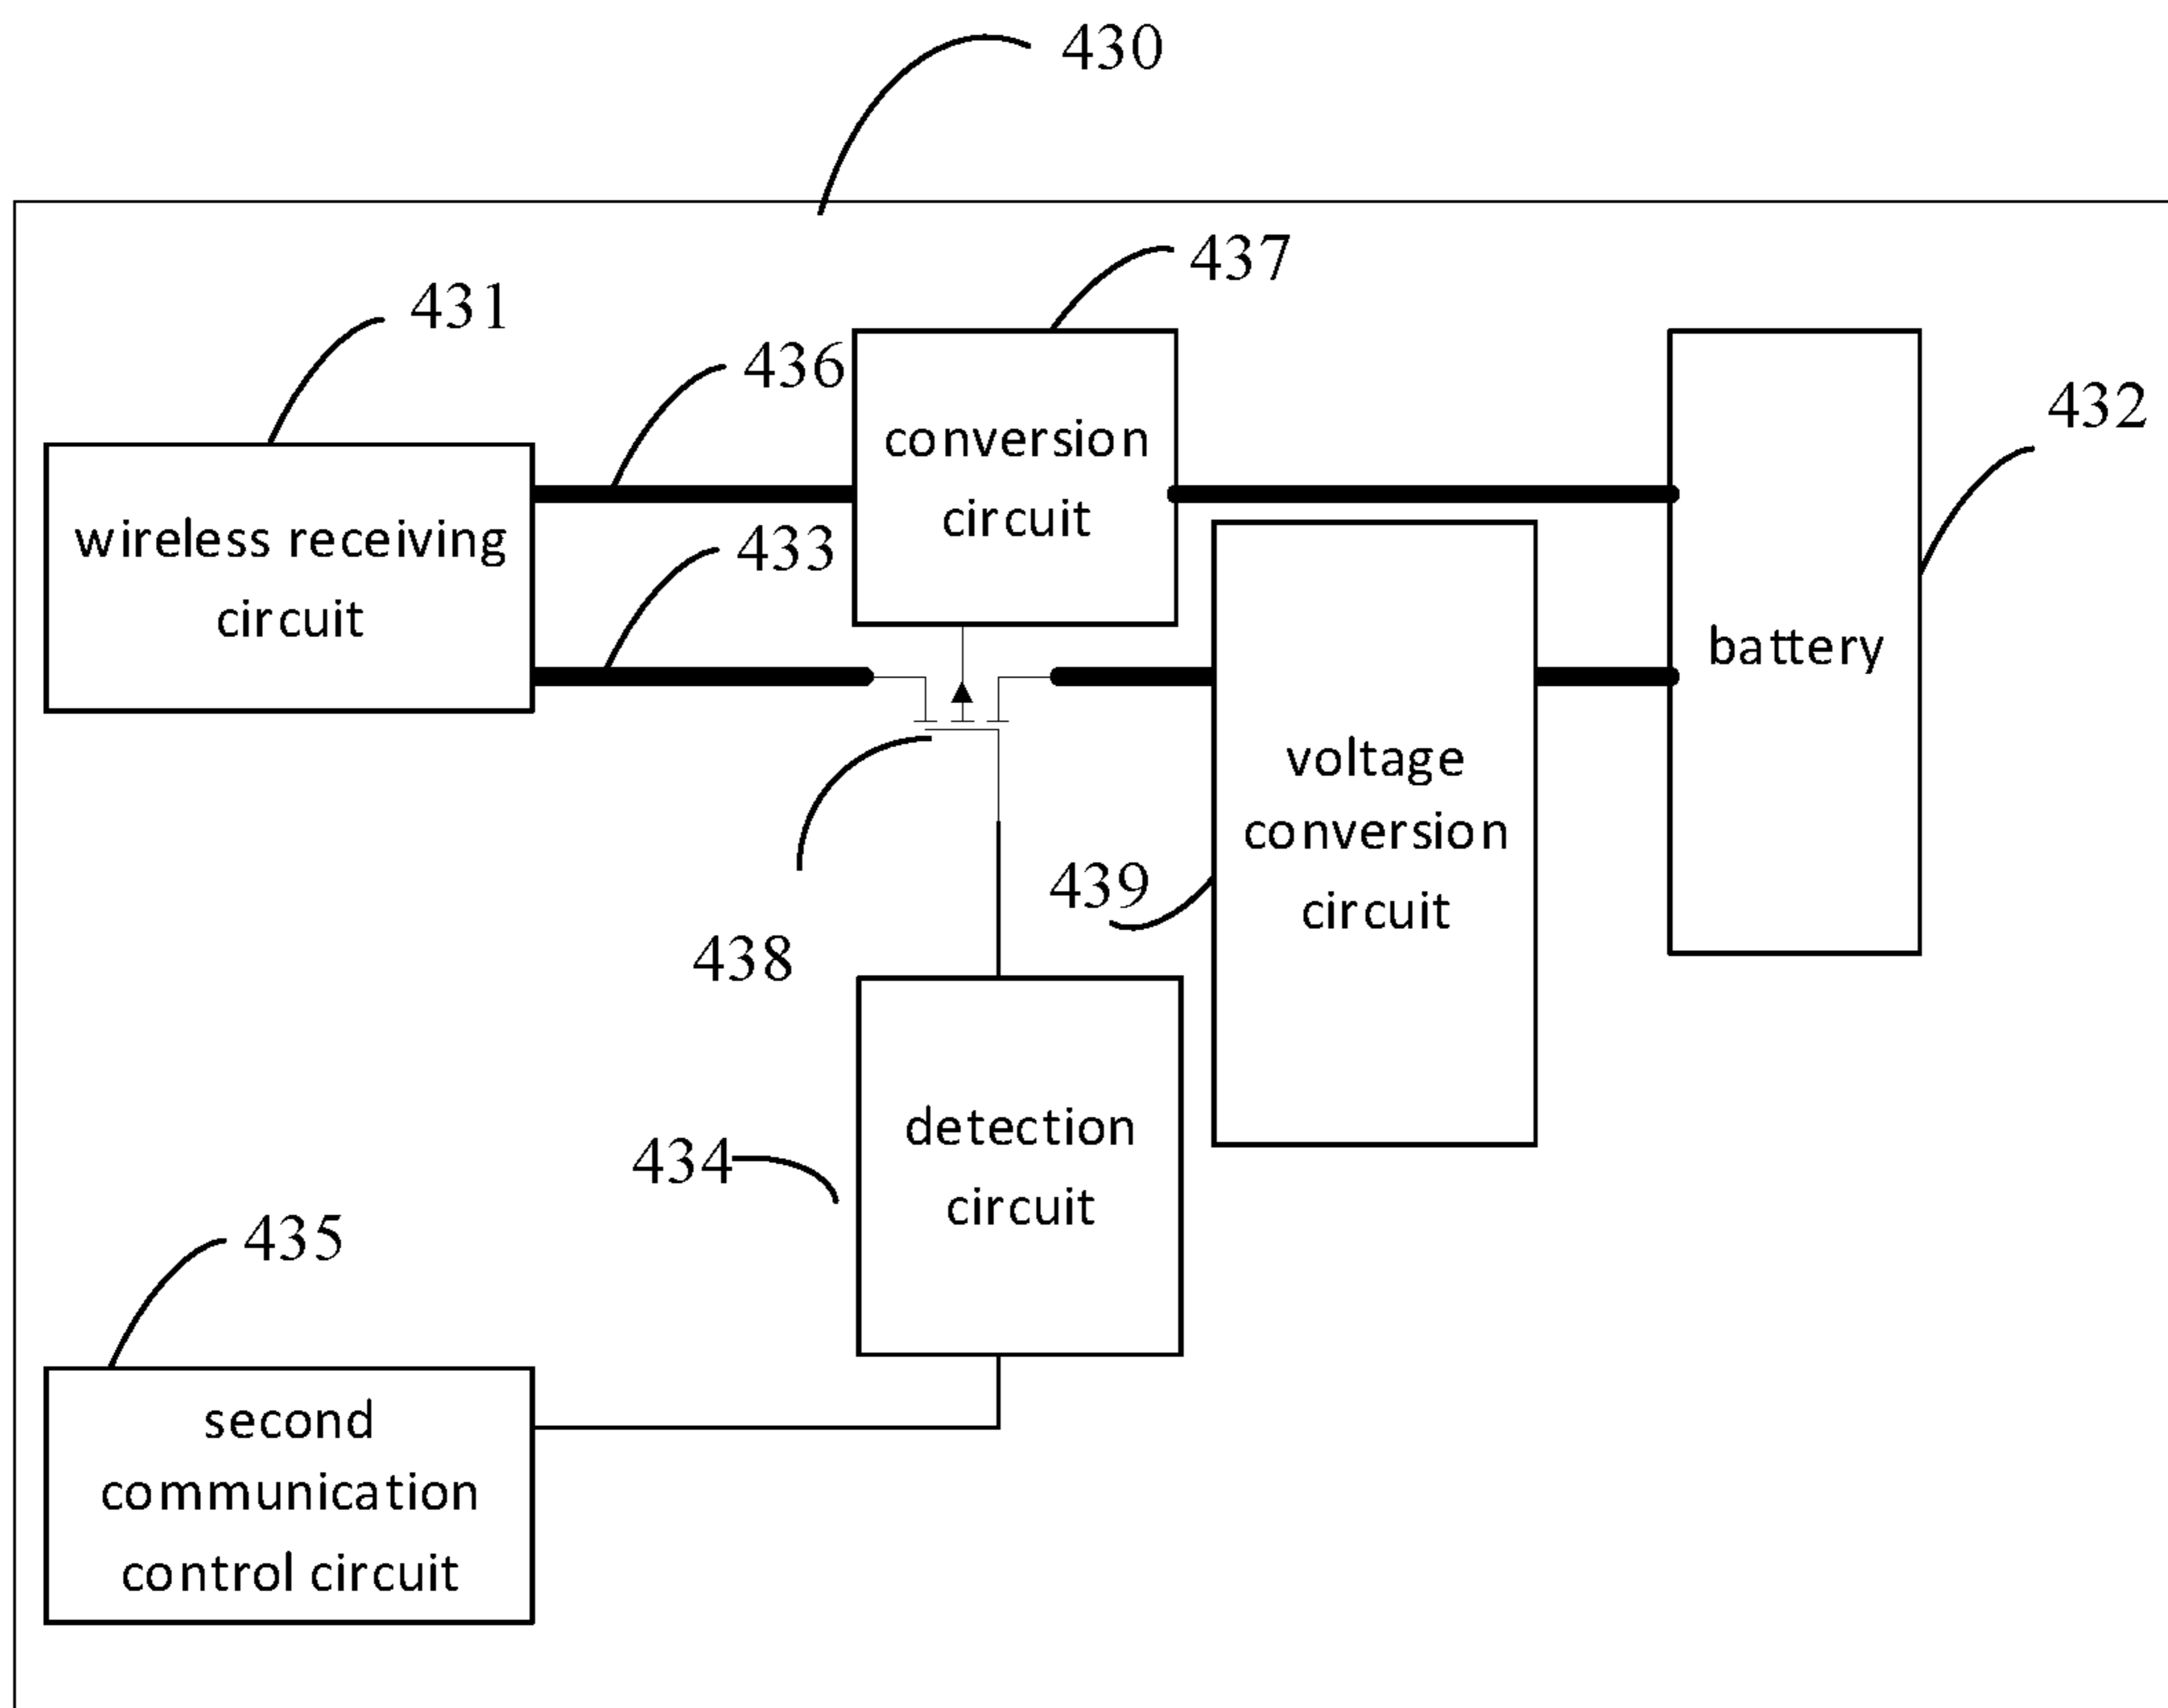 430
437
431
436
432
conversion
circuit
wireless receiving
circuit
433
battery
voltage
conversion
circuit
439
438
detection
circuit
434
435
second
communication
control circuit